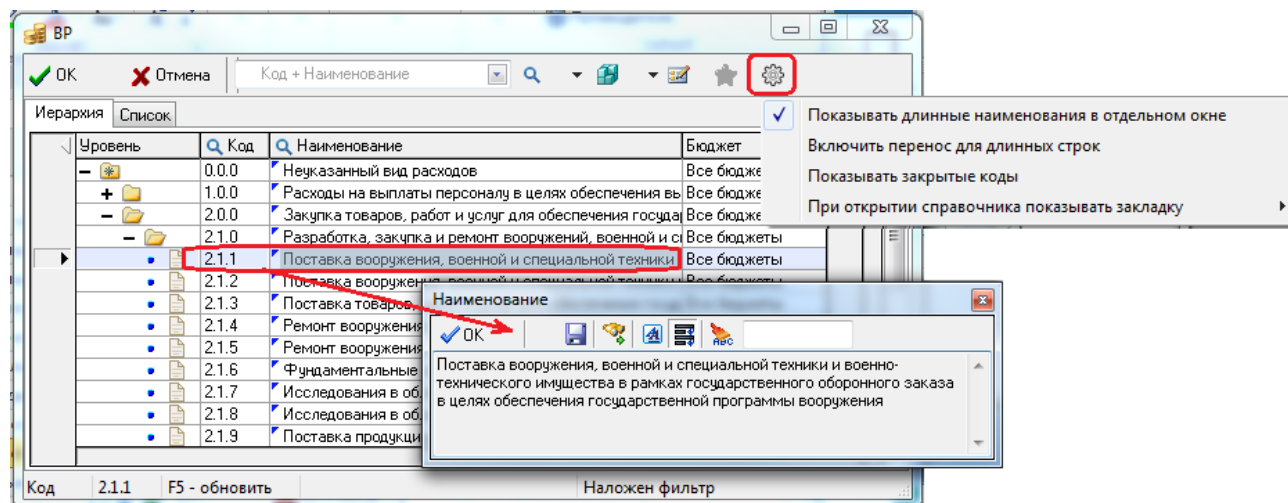 ВР
ОК Отмена Код + Наименование
Иерархия Список
Показывать длинные наименования в отдельном окне
Включить перенос для длинных строк
Показывать закрытые коды
При открытии справочника показывать закладку
Уровень Код Наименование Бюджет
0.0.0 Неуказанный вид расходов Все бюдже
1.0.0 Расходы на выплаты персоналу в целях обеспечения вы Все бюдже
2.0.0 Закупка товаров, работ и услуг для обеспечения госуда Все бюдже
2.1.0 Разработка, закупка и ремонт вооружений, военной и с Все бюджеты
2.1.1 Поставка вооружения, военной и специальной техники Все бюджеты
2.1.2 Поставка вооружения, военной и специальной техники Все бюджеты
2.1.3 Поставка товаров,
2.1.4 Ремонт вооружения
2.1.5 Ремонт вооружения
2.1.6 Фундаментальные
2.1.7 Исследования в об
2.1.8 Исследования в об
2.1.9 Поставка продукци
Наименование
ОК
ABC
Поставка вооружения, военной и специальной техники и военно-
технического имущества в рамках государственного оборонного заказа
в целях обеспечения государственной программы вооружения
Код 2.1.1 F5 - обновить Наложен фильтр